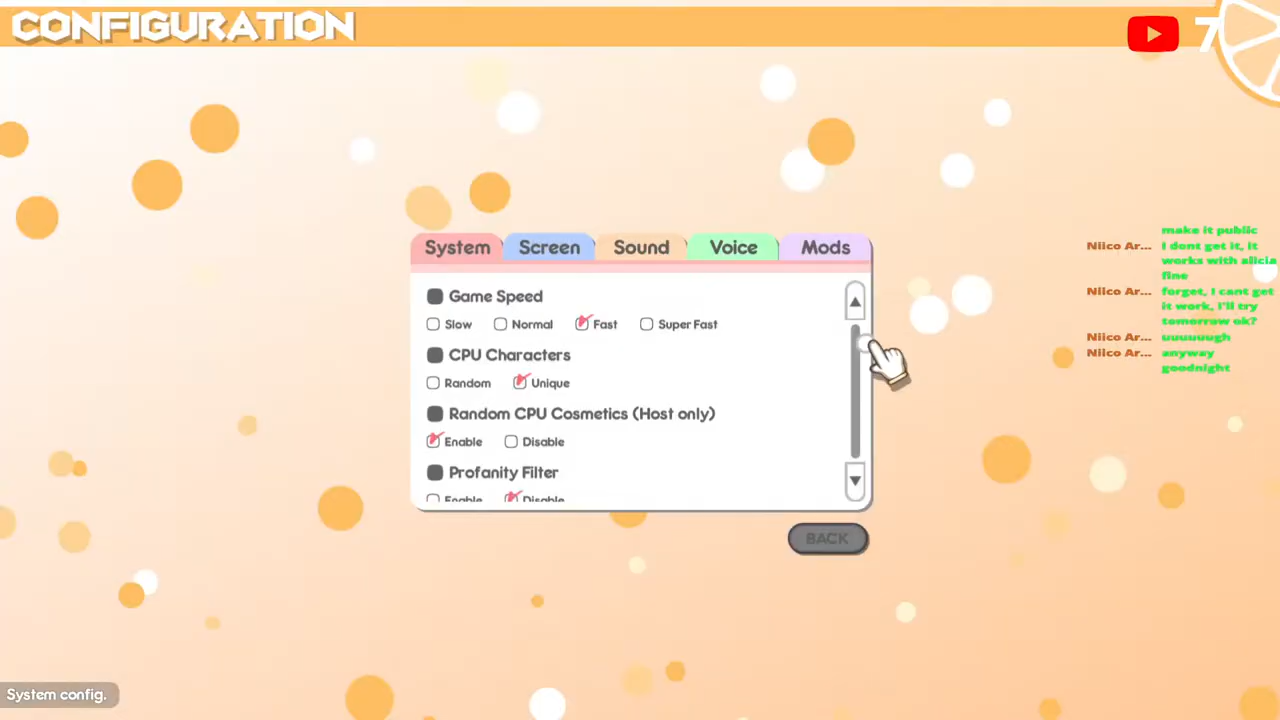 CONFIGURATION
7
System Screen Sound Voice Mods
Game Speed
Slow Normal Fast Super Fast
CPU Characters
Random Unique
Random CPU Cosmetics (Host only)
Enable Disable
Profanity Filter
Enable Disable
BACK
make it public
Niico Ar... I dont get it, it
works with alicia
fine
Niico Ar... forget, I cant get
it work, I'll try
tomorrow ok?
Niico Ar... uuuuuugh
Niico Ar... anyway
goodnight
System config.